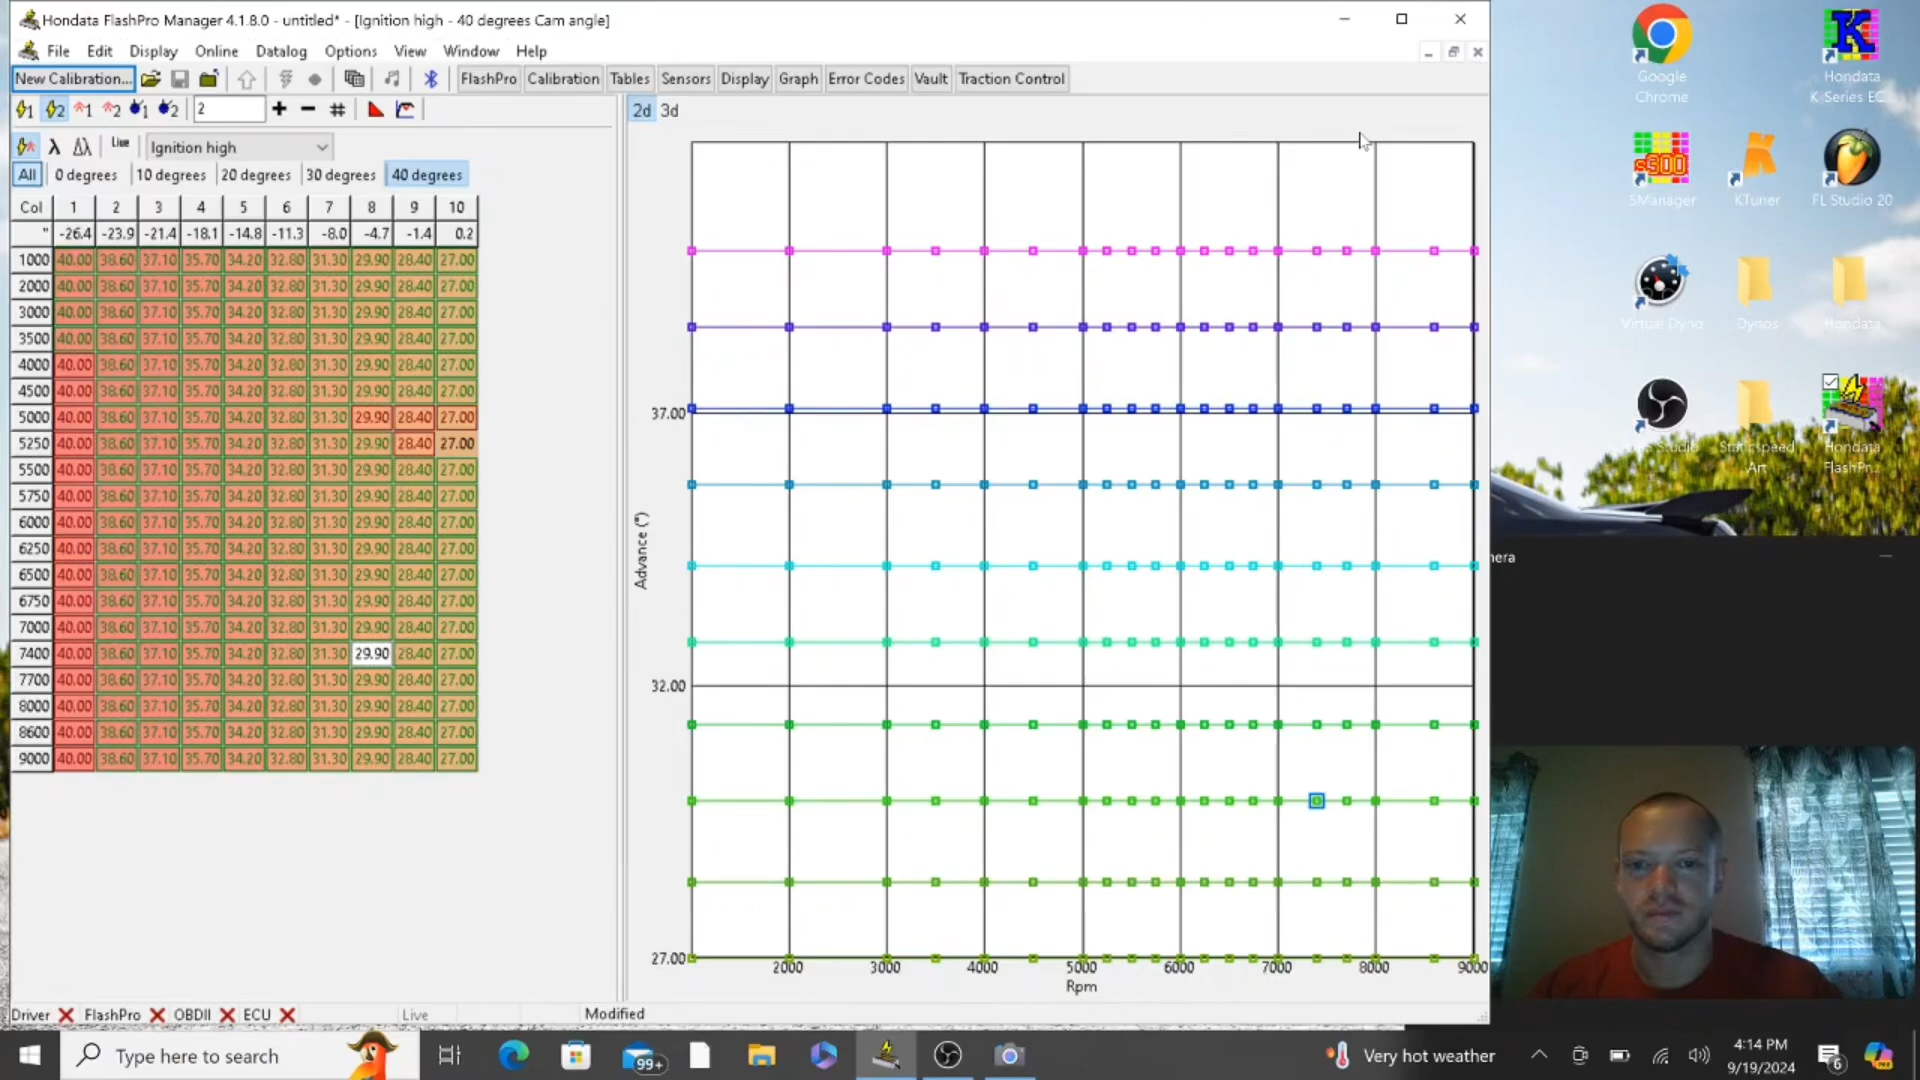 Hondata FlashPro Manager 4.1.8.0 - untitled* - [Ignition high - 40 degrees Cam angle]
File Edit Display Online Datalog Options View Window Help
New Calibration... FlashPro Calibration Tables Sensors Display Graph Error Codes Vault Traction Control
1 2 1 2 1 2 2 + - #
2d 3d
λ Δλ Live Ignition high
All 0 degrees 10 degrees 20 degrees 30 degrees 40 degrees
Col 1 2 3 4 5 6 7 8 9 10
" -26.4 -23.9 -21.4 -18.1 -14.8 -11.3 -8.0 -4.7 -1.4 0.2
1000 40.00 38.60 37.10 35.70 34.20 32.80 31.30 29.90 28.40 27.00
2000 40.00 38.60 37.10 35.70 34.20 32.80 31.30 29.90 28.40 27.00
3000 40.00 38.60 37.10 35.70 34.20 32.80 31.30 29.90 28.40 27.00
3500 40.00 38.60 37.10 35.70 34.20 32.80 31.30 29.90 28.40 27.00
4000 40.00 38.60 37.10 35.70 34.20 32.80 31.30 29.90 28.40 27.00
4500 40.00 38.60 37.10 35.70 34.20 32.80 31.30 29.90 28.40 27.00
5000 40.00 38.60 37.10 35.70 34.20 32.80 31.30 29.90 28.40 27.00
5250 40.00 38.60 37.10 35.70 34.20 32.80 31.30 29.90 28.40 27.00
5500 40.00 38.60 37.10 35.70 34.20 32.80 31.30 29.90 28.40 27.00
5750 40.00 38.60 37.10 35.70 34.20 32.80 31.30 29.90 28.40 27.00
6000 40.00 38.60 37.10 35.70 34.20 32.80 31.30 29.90 28.40 27.00
6250 40.00 38.60 37.10 35.70 34.20 32.80 31.30 29.90 28.40 27.00
6500 40.00 38.60 37.10 35.70 34.20 32.80 31.30 29.90 28.40 27.00
6750 40.00 38.60 37.10 35.70 34.20 32.80 31.30 29.90 28.40 27.00
7000 40.00 38.60 37.10 35.70 34.20 32.80 31.30 29.90 28.40 27.00
7400 40.00 38.60 37.10 35.70 34.20 32.80 31.30 29.90 28.40 27.00
7700 40.00 38.60 37.10 35.70 34.20 32.80 31.30 29.90 28.40 27.00
8000 40.00 38.60 37.10 35.70 34.20 32.80 31.30 29.90 28.40 27.00
8600 40.00 38.60 37.10 35.70 34.20 32.80 31.30 29.90 28.40 27.00
9000 40.00 38.60 37.10 35.70 34.20 32.80 31.30 29.90 28.40 27.00
37.00
Advance (°)
32.00
27.00
2000 3000 4000 5000 6000 7000 8000 9000
Rpm
Driver FlashPro OBDII ECU Live Modified
Google
Chrome
K
Hondata
K-Series EC...
s300
SManager
KTuner
FL Studio 20
Virtual Dyno
Dynos
Hondata
Studio
Staticspeed
Art
Hondata
FlashPr...
nera
Type here to search
99+
Very hot weather
4:14 PM
9/19/2024
6